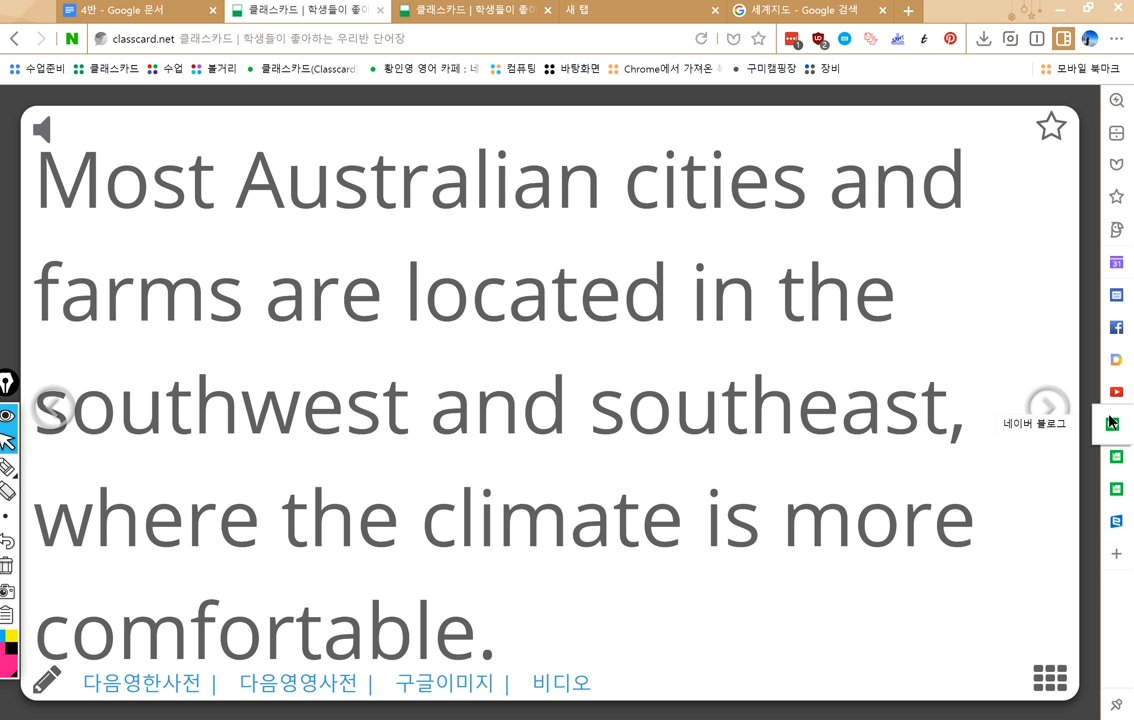 4반 - Google 문서
클래스카드 | 학생들이 좋아
클래스카드 | 학생들이 좋아
새 탭
세계지도 - Google 검색
classcard.net 클래스카드 | 학생들이 좋아하는 우리반 단어장
수업준비 클래스카드 수업 볼거리 클래스카드(Classcard) 황인영 영어 카페 : 네 컴퓨팅 바탕화면 Chrome에서 가져온 구미캠핑장 장비 모바일 북마크
Most Australian cities and
farms are located in the
southwest and southeast,
where the climate is more
comfortable.
네이버 블로그
다음영한사전 | 다음영영사전 | 구글이미지 | 비디오